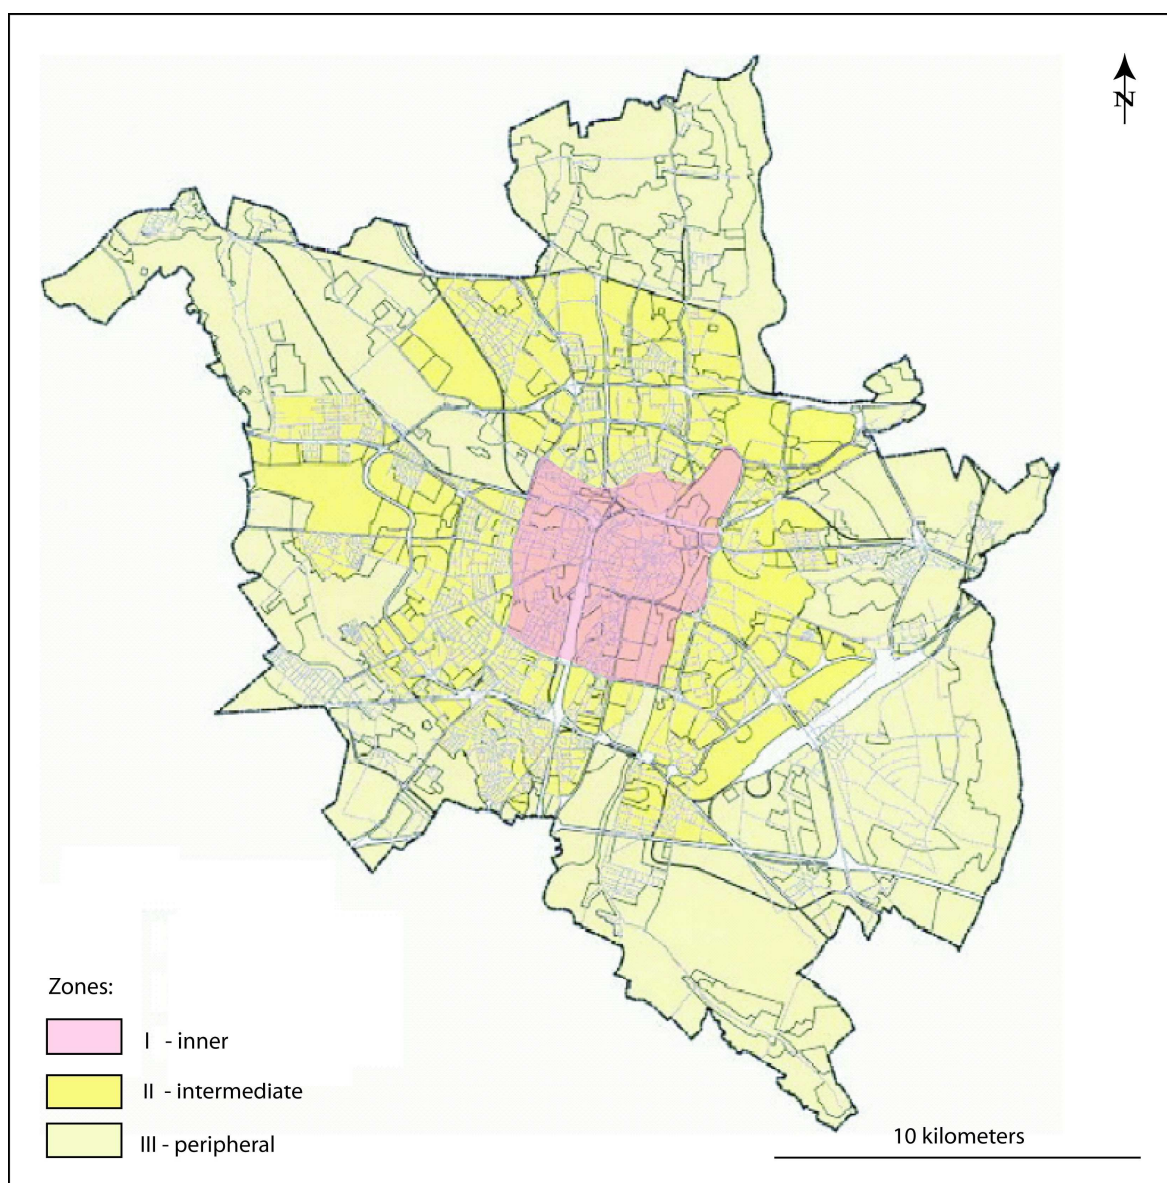 N
Zones:
I - inner
II - intermediate
III - peripheral
10 kilometers